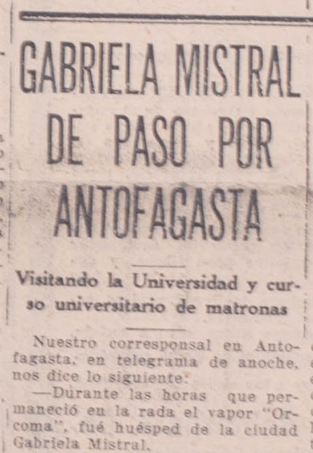 GABRIELA MISTRAL
DE PASO POR
ANTOFAGASTA
Visitando la Universidad y cur-
so universitario de matronas
Nuestro corresponsal en Anto-
fagasta, en telegrama de anoche,
nos dice lo siguiente:
—Durante las horas que per-
maneció en la rada el vapor "Or-
coma", fué huésped de la ciudad
Gabriela Mistral.